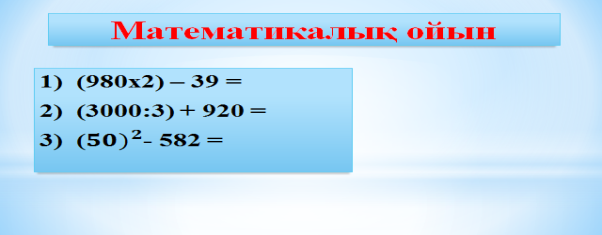 Математикалық ойын
1) (980х2) – 39 =
2) (3000:3) + 920 =
3) (50)²- 582 =